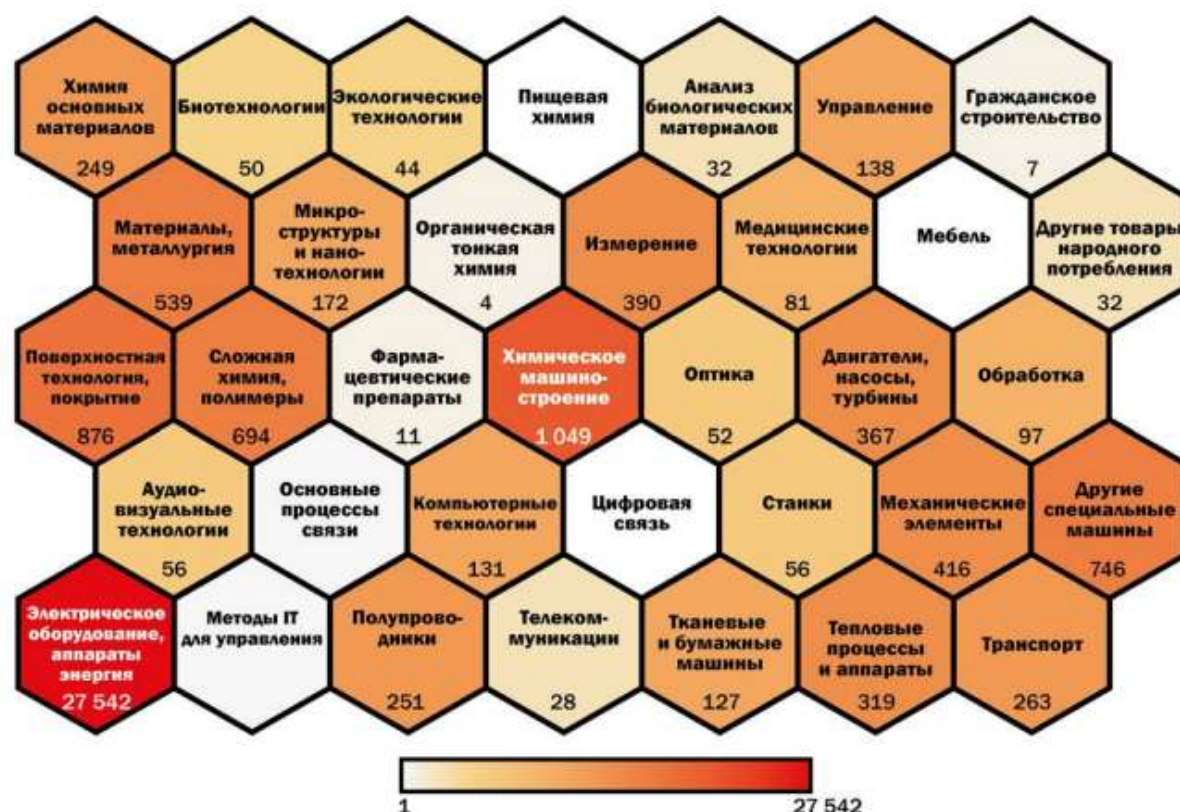 Химия
основных
материалов
249
Биотехнологии
50
Экологические
технологии
44
Пищевая
химия
Анализ
биологических
материалов
32
Управление
138
Гражданское
строительство
7
Материалы,
металлургия
539
Микро-
структуры
и нано-
технологии
172
Органическая
тонкая
химия
4
Измерение
390
Медицинские
технологии
81
Мебель
Другие товары
народного
потребления
32
Поверхностная
технология,
покрытие
876
Сложная
химия,
полимеры
694
Фарма-
цевтические
препараты
11
Химическое
машино-
строение
1 049
Оптика
52
Двигатели,
насосы,
турбины
367
Обработка
97
Аудио-
визуальные
технологии
56
Основные
процессы
связи
Компьютерные
технологии
131
Цифровая
связь
Станки
56
Механические
элементы
416
Другие
специальные
машины
746
Электрическое
оборудование,
аппараты
энергия
27 542
Методы IT
для управления
Полупрово-
дники
251
Телеком-
муникации
28
Тканевые
и бумажные
машины
127
Тепловые
процессы
и аппараты
319
Транспорт
263
1
27 542